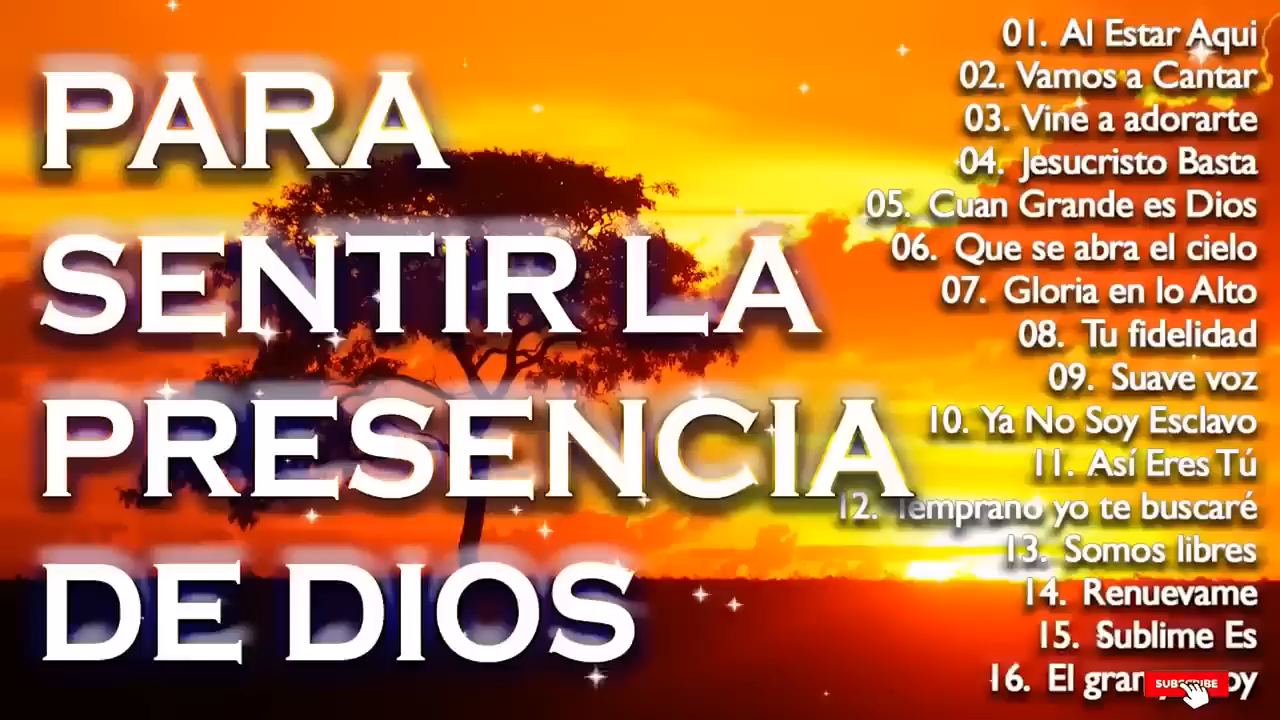 PARA
SENTIR LA
PRESENCIA
DE DIOS
01. Al Estar Aqui
02. Vamos a Cantar
03. Vine a adorarte
04. Jesucristo Basta
05. Cuan Grande es Dios
06. Que se abra el cielo
07. Gloria en lo Alto
08. Tu fidelidad
09. Suave voz
10. Ya No Soy Esclavo
11. Así Eres Tú
12. Temprano yo te buscaré
13. Somos libres
14. Renuevame
15. Sublime Es
16. El gran
SUBSCRIBE